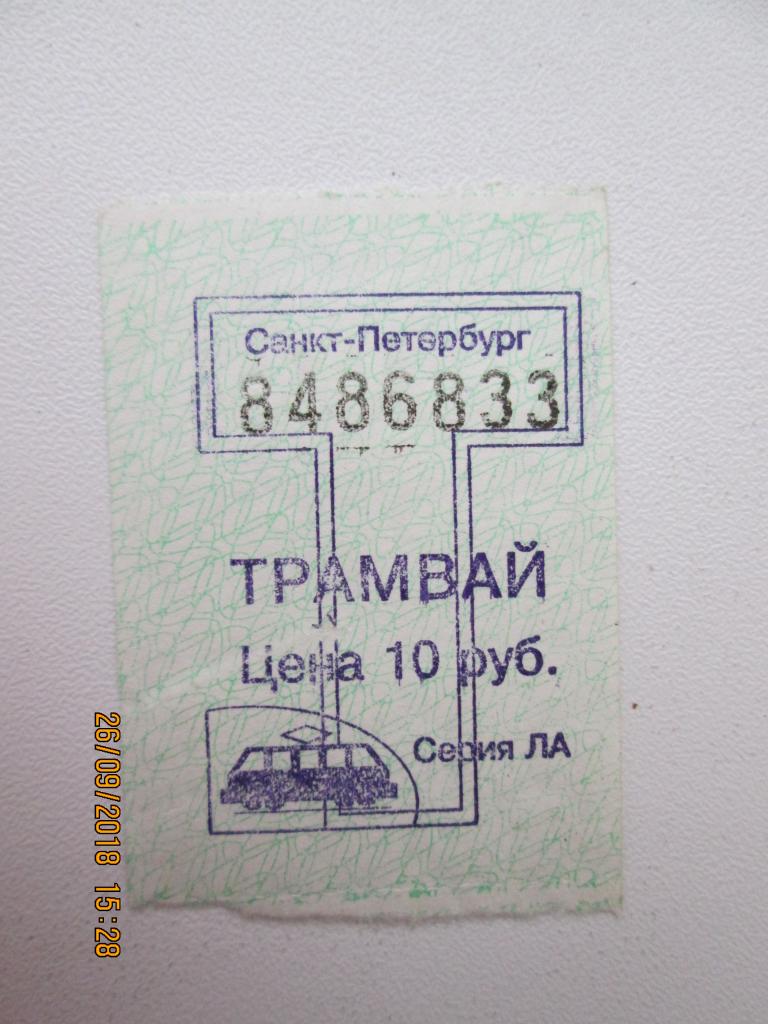 Санкт-Петербург
8486833
ТРАМВАЙ
Цена 10 руб.
Серия ЛА
26/09/2018 15:28